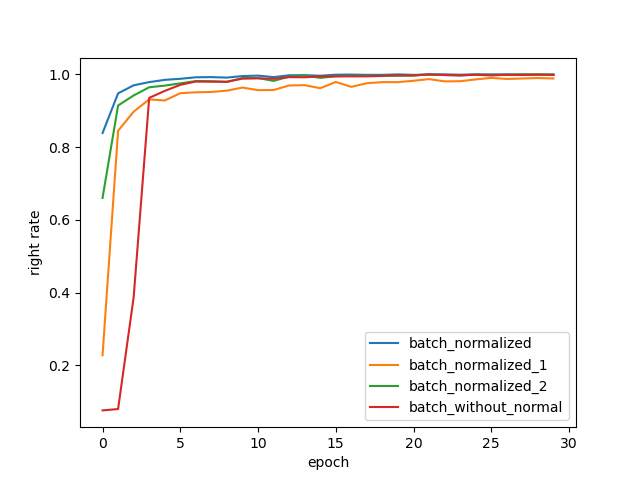 1.0
0.8
0.6
0.4
0.2
right rate
0 5 10 15 20 25 30
epoch
batch_normalized
batch_normalized_1
batch_normalized_2
batch_without_normal